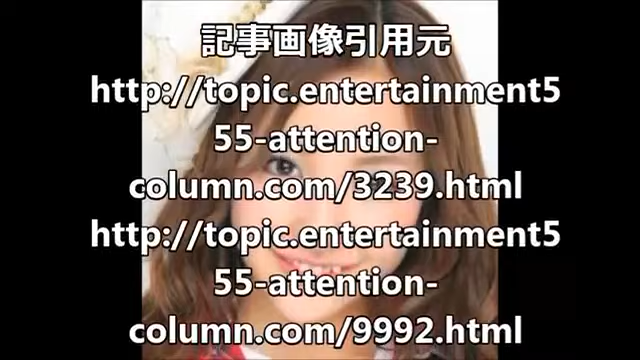 記事画像引用元
http://topic.entertainment5
55-attention-
column.com/3239.html
http://topic.entertainment5
55-attention-
column.com/9992.html